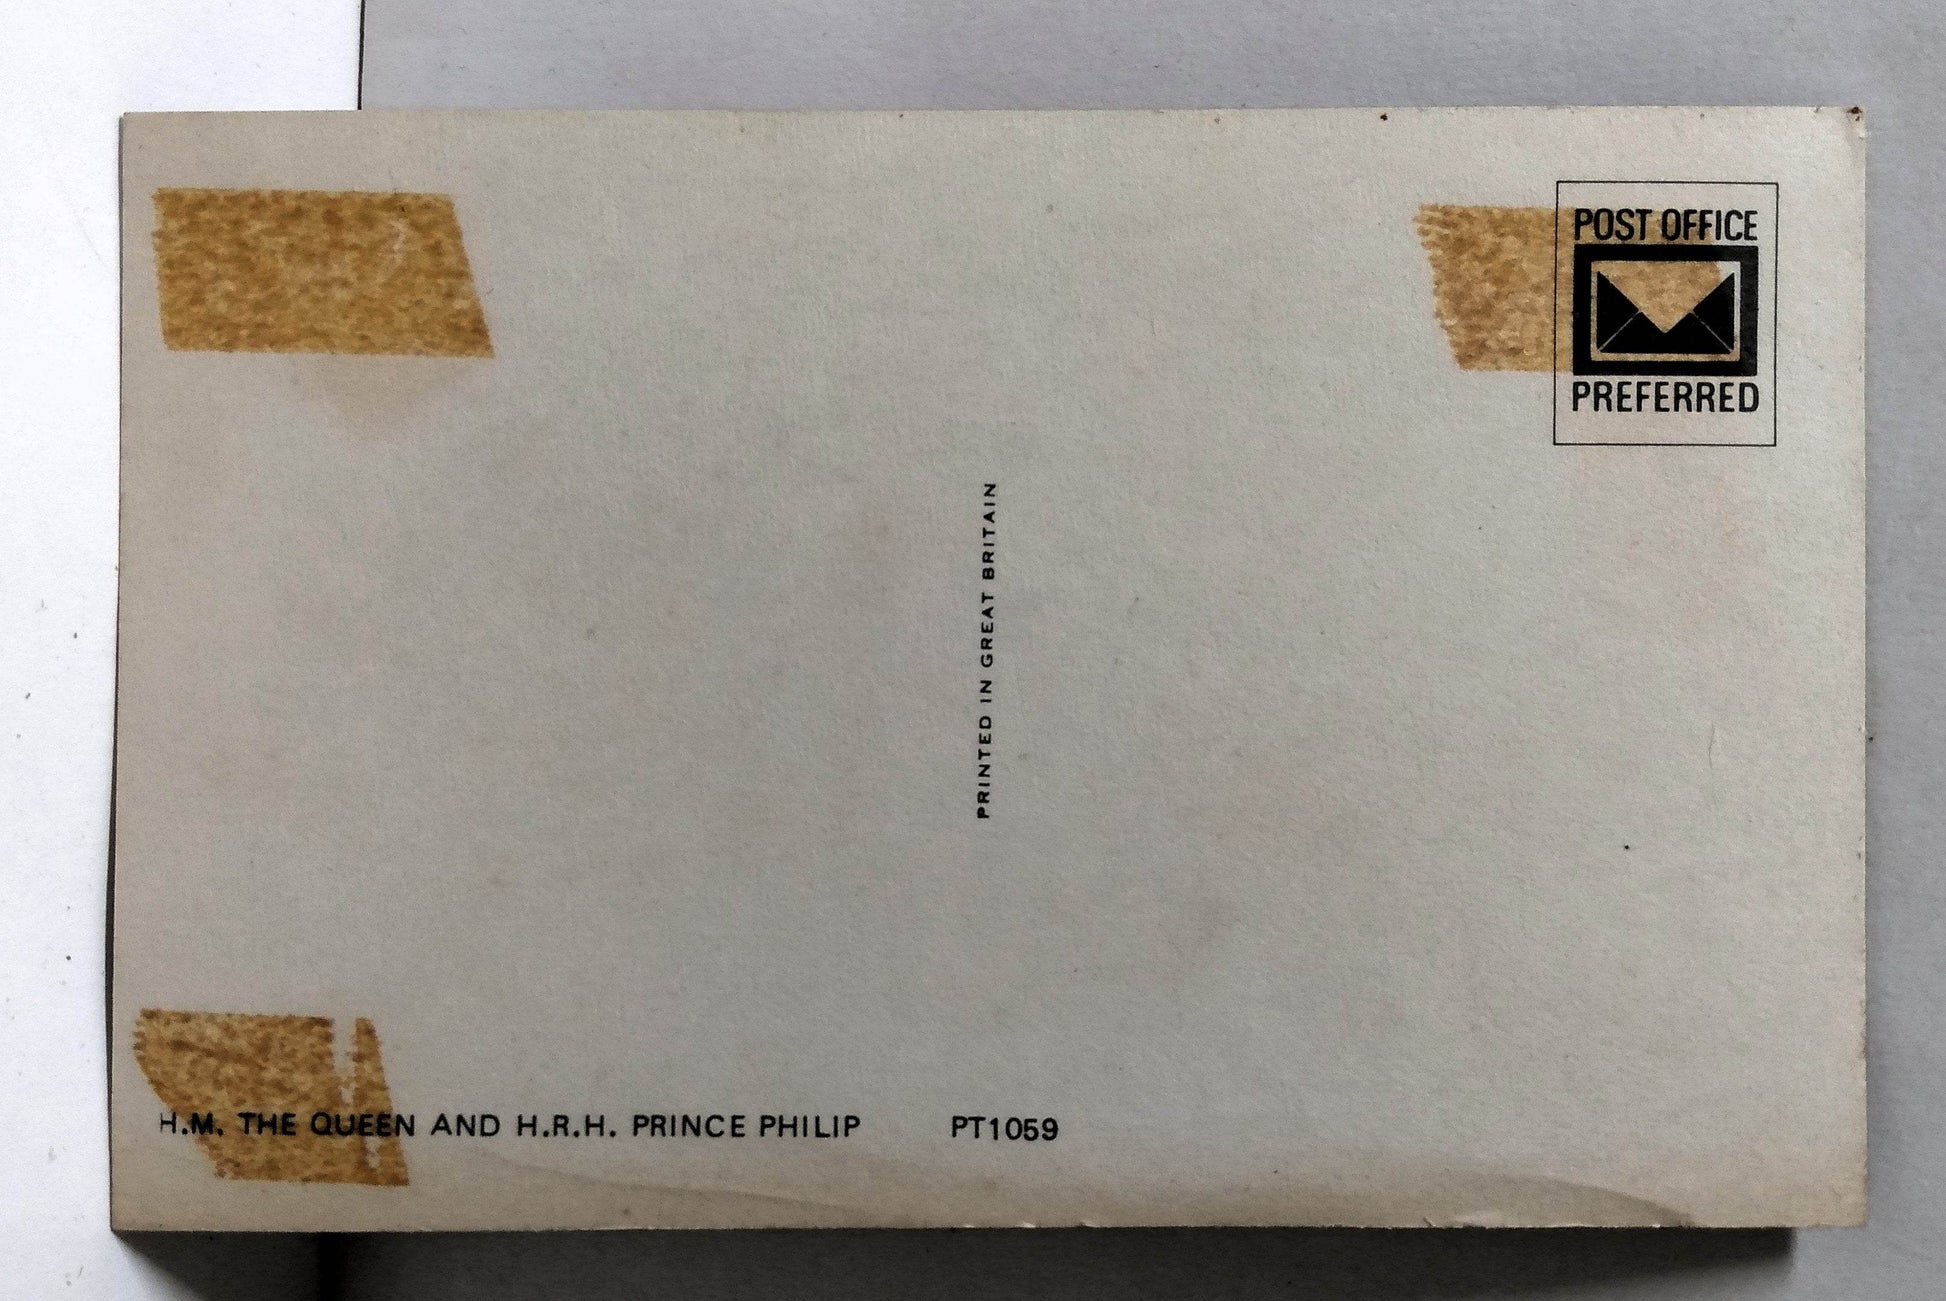 POST OFFICE
PREFERRED
PRINTED IN GREAT BRITAIN
H.M. THE QUEEN AND H.R.H. PRINCE PHILIP PT1059